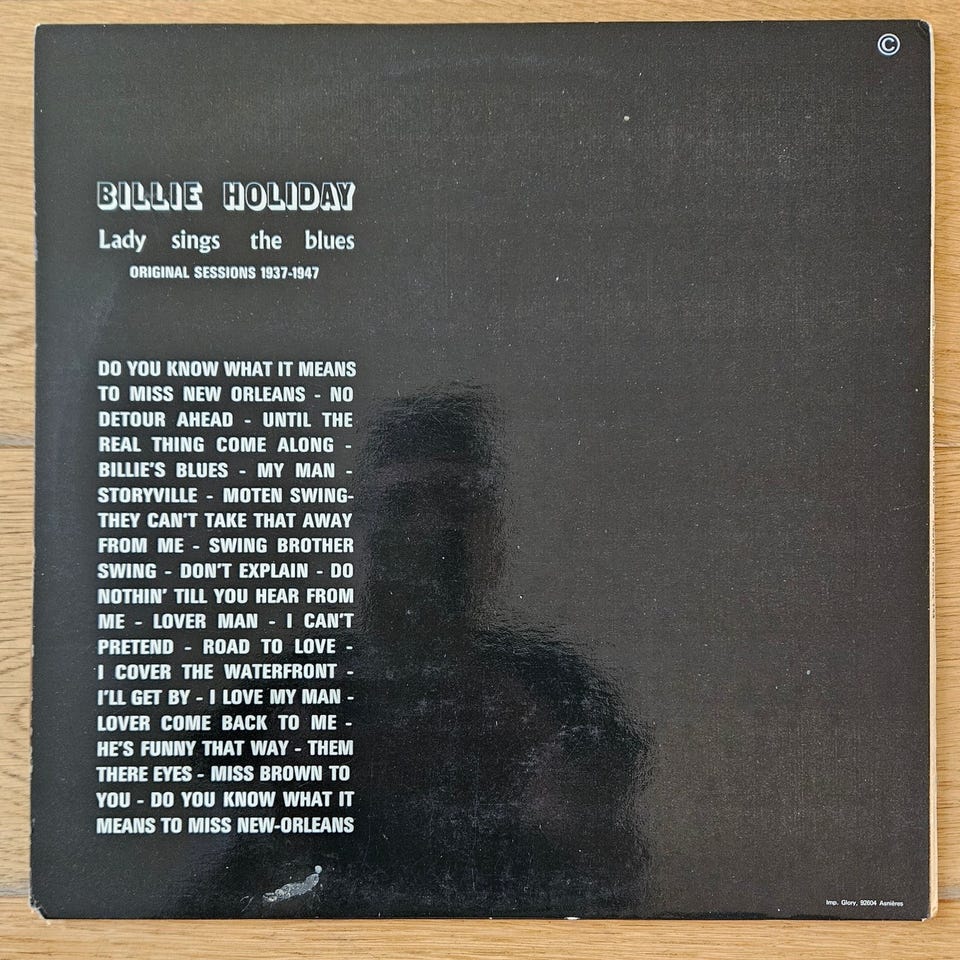 ©
BILLIE HOLIDAY
Lady sings the blues
ORIGINAL SESSIONS 1937-1947
DO YOU KNOW WHAT IT MEANS
TO MISS NEW ORLEANS - NO
DETOUR AHEAD - UNTIL THE
REAL THING COME ALONG -
BILLIE'S BLUES - MY MAN -
STORYVILLE - MOTEN SWING-
THEY CAN'T TAKE THAT AWAY
FROM ME - SWING BROTHER
SWING - DON'T EXPLAIN - DO
NOTHIN' TILL YOU HEAR FROM
ME - LOVER MAN - I CAN'T
PRETEND - ROAD TO LOVE -
I COVER THE WATERFRONT -
I'LL GET BY - I LOVE MY MAN -
LOVER COME BACK TO ME -
HE'S FUNNY THAT WAY - THEM
THERE EYES - MISS BROWN TO
YOU - DO YOU KNOW WHAT IT
MEANS TO MISS NEW-ORLEANS
Imp. Glory, 92604 Asnières